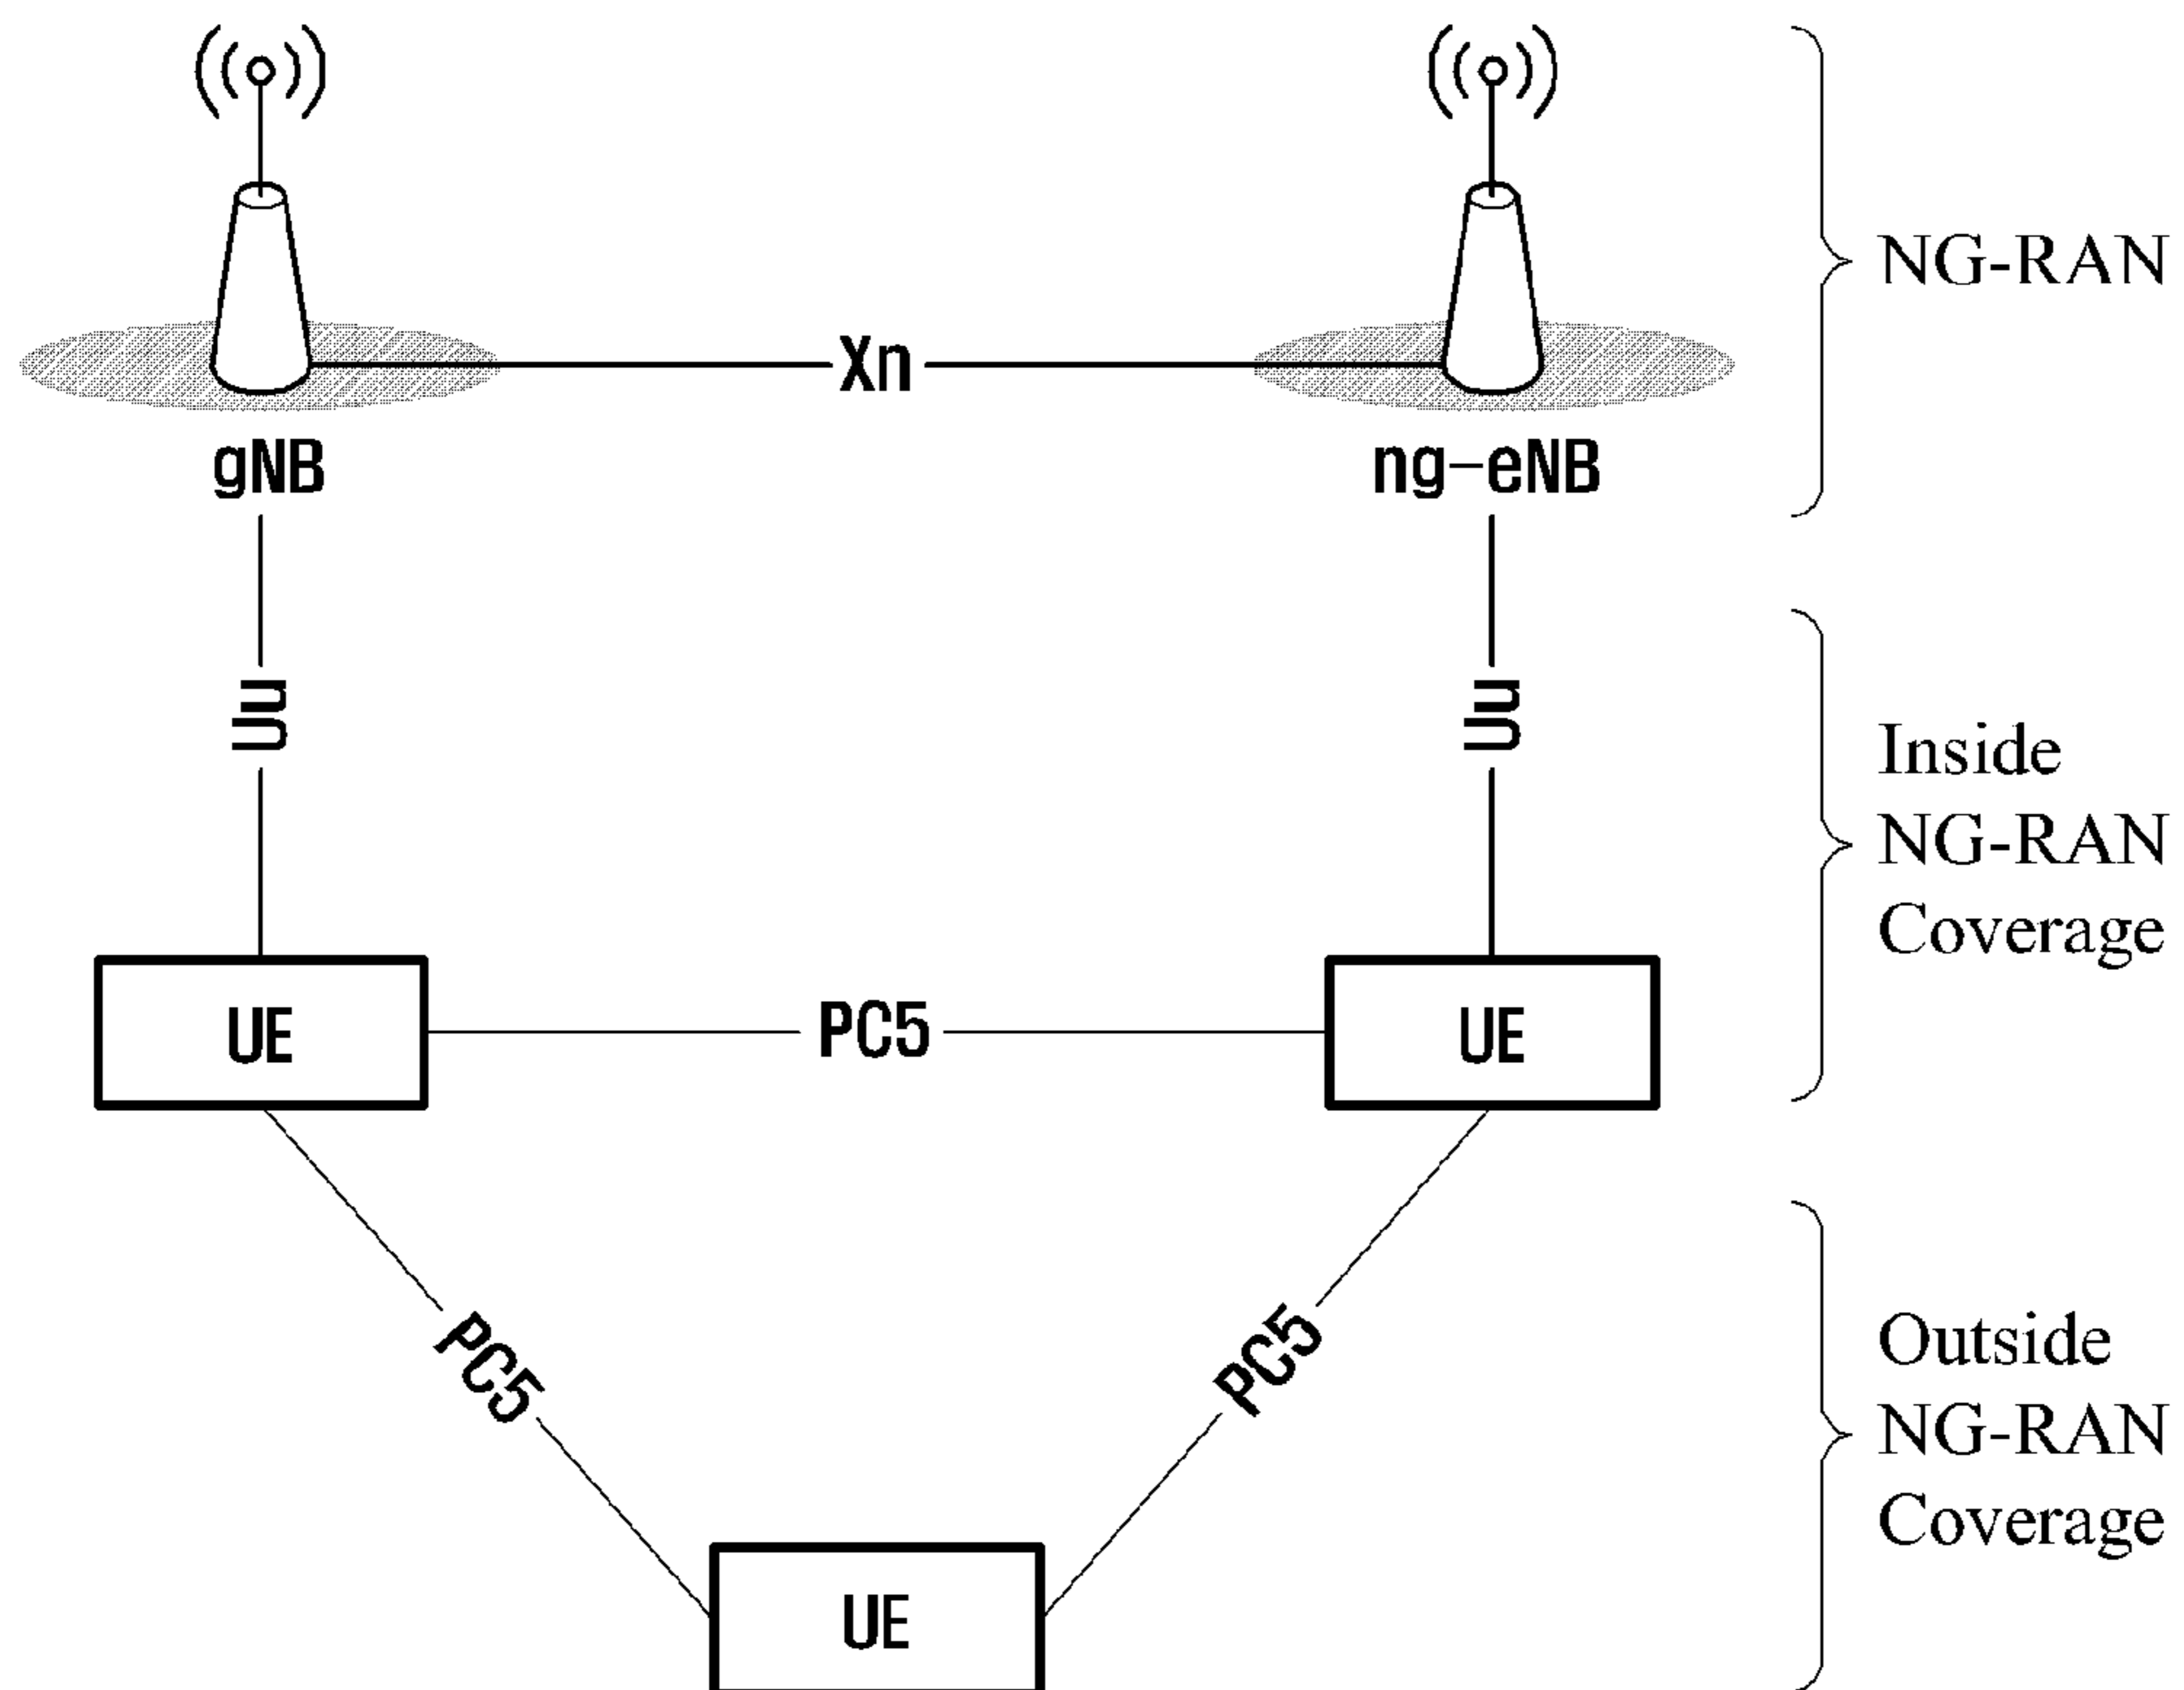 NG-RAN
Xn
gNB
ng-eNB
Uu
Uu
Inside
NG-RAN
Coverage
UE
PC5
UE
PC5
PC5
Outside
NG-RAN
Coverage
UE